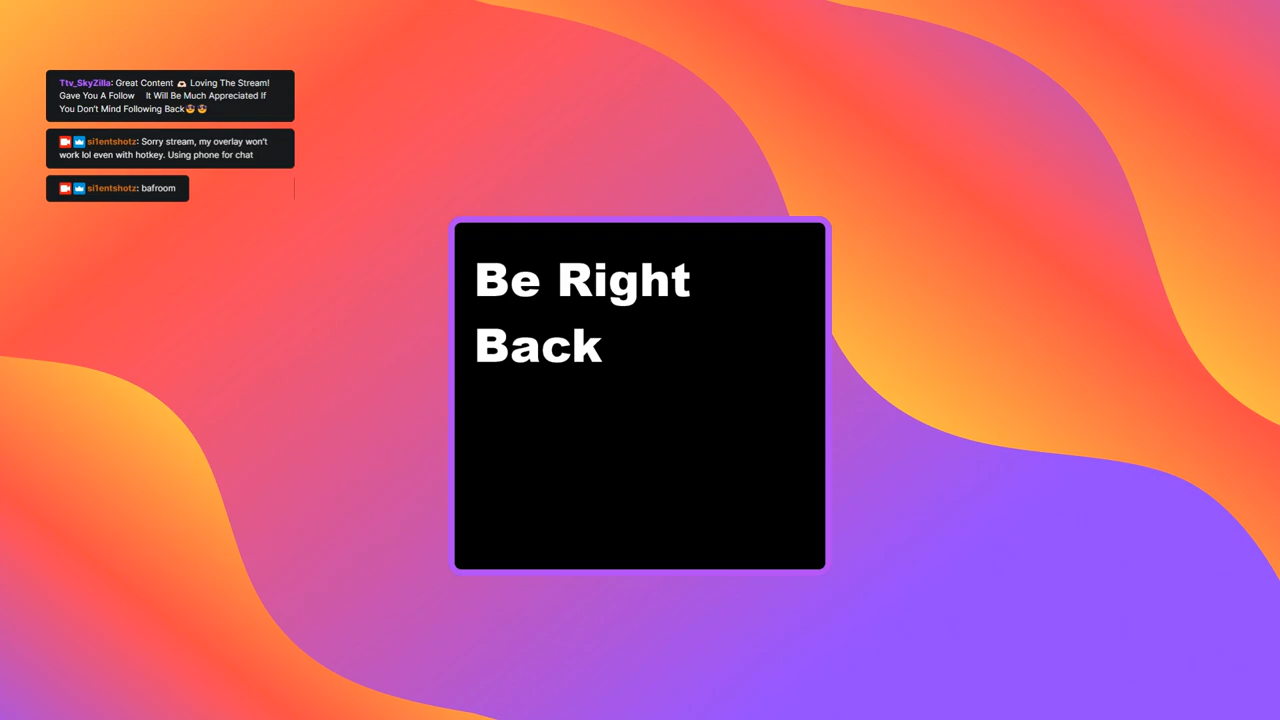 Ttv_SkyZilla: Great Content 🫶🏻 Loving The Stream!
Gave You A Follow It Will Be Much Appreciated If
You Don't Mind Following Back😎😎
si1entshotz: Sorry stream, my overlay won't
work lol even with hotkey. Using phone for chat
si1entshotz: bafroom
Be Right
Back